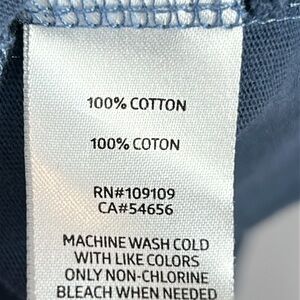 100% COTTON
100% COTON
RN#109109
CA#54656
MACHINE WASH COLD
WITH LIKE COLORS
ONLY NON-CHLORINE
BLEACH WHEN NEEDED